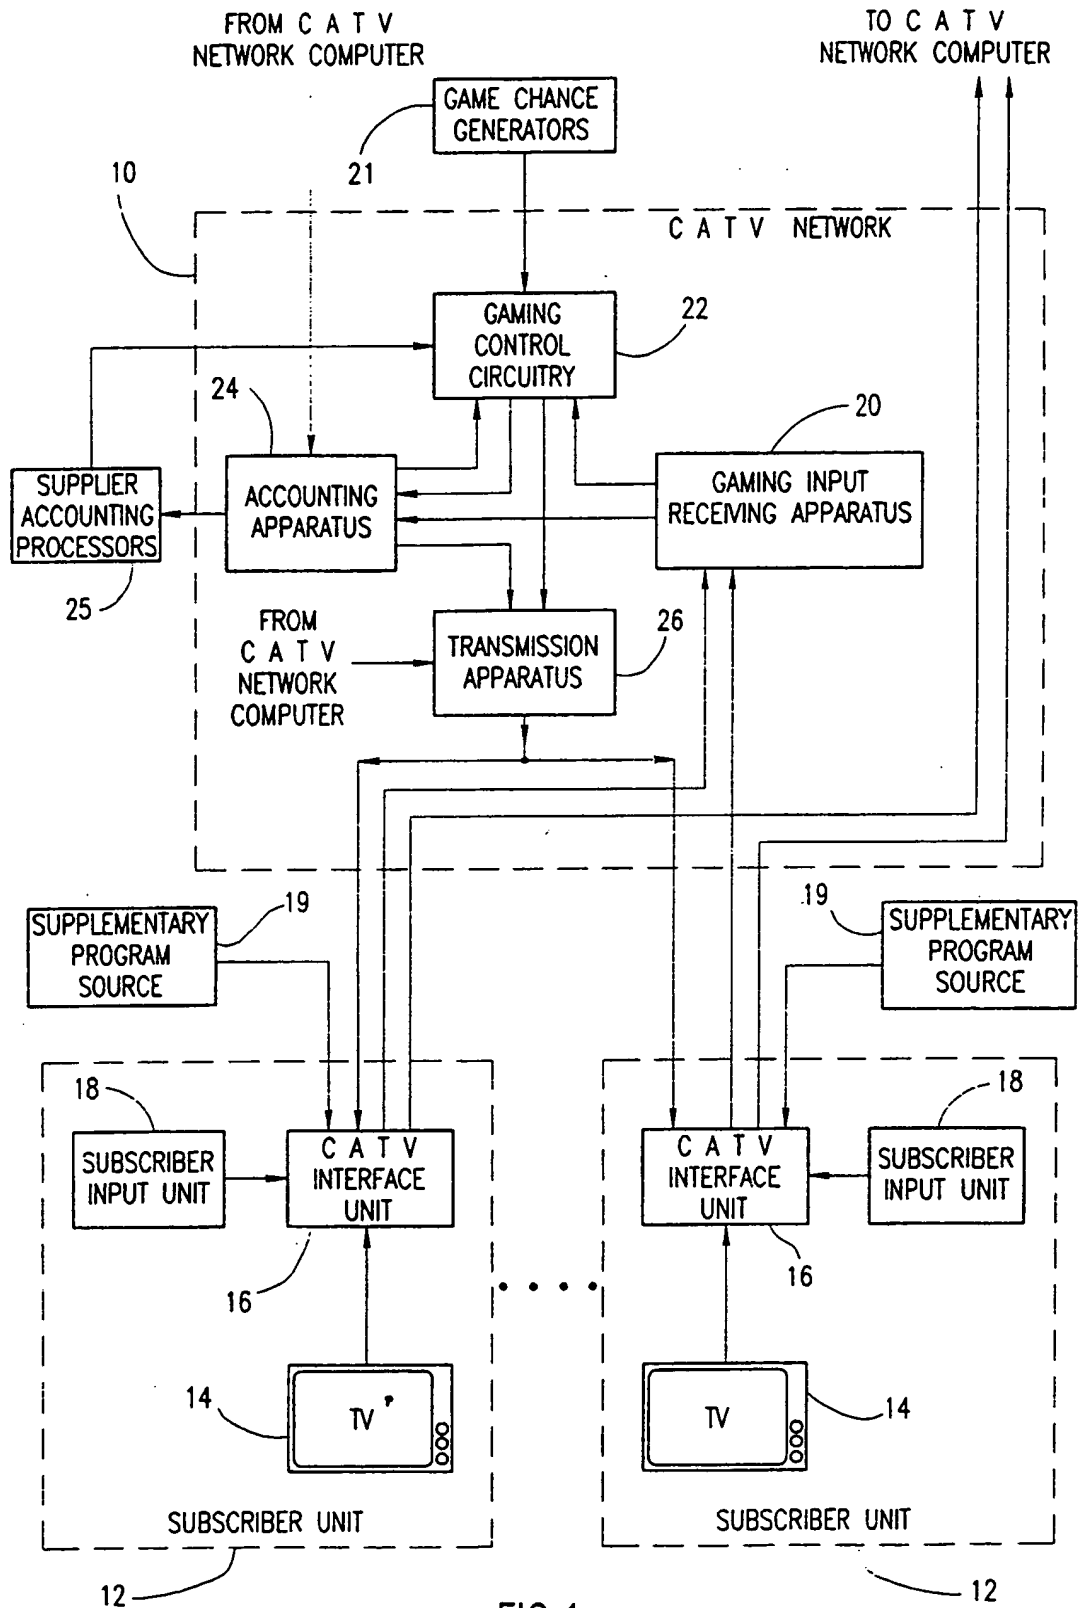 FROM C A T V
NETWORK COMPUTER
TO C A T V
NETWORK COMPUTER
GAME CHANCE
GENERATORS
21
10
C A T V NETWORK
GAMING
CONTROL
CIRCUITRY
22
24
20
SUPPLIER
ACCOUNTING
PROCESSORS
25
ACCOUNTING
APPARATUS
GAMING INPUT
RECEIVING APPARATUS
FROM
C A T V
NETWORK
COMPUTER
TRANSMISSION
APPARATUS
26
SUPPLEMENTARY
PROGRAM
SOURCE
19
19
SUPPLEMENTARY
PROGRAM
SOURCE
18
SUBSCRIBER
INPUT UNIT
C A T V
INTERFACE
UNIT
16
C A T V
INTERFACE
UNIT
16
18
SUBSCRIBER
INPUT UNIT
14
TV
TV
14
SUBSCRIBER UNIT
12
SUBSCRIBER UNIT
12